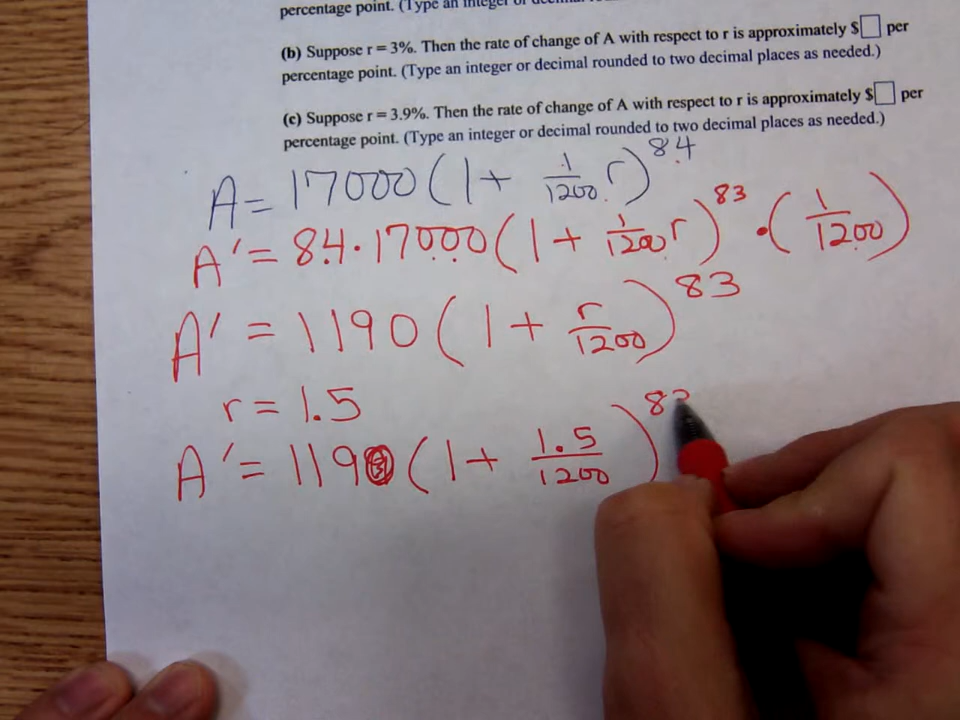 percentage point. (Type an integer or decimal
(b) Suppose r = 3%. Then the rate of change of A with respect to r is approximately $□ per
percentage point. (Type an integer or decimal rounded to two decimal places as needed.)
(c) Suppose r = 3.9%. Then the rate of change of A with respect to r is approximately $□ per
percentage point. (Type an integer or decimal rounded to two decimal places as needed.)
A = 17000 (1 + 1/1200 r)^84
A' = 84 · 17000 (1 + 1/1200 r)^83 · (1/1200)
A' = 1190 (1 + r/1200)^83
r = 1.5
A' = 1190 (1 + 1.5/1200)^83